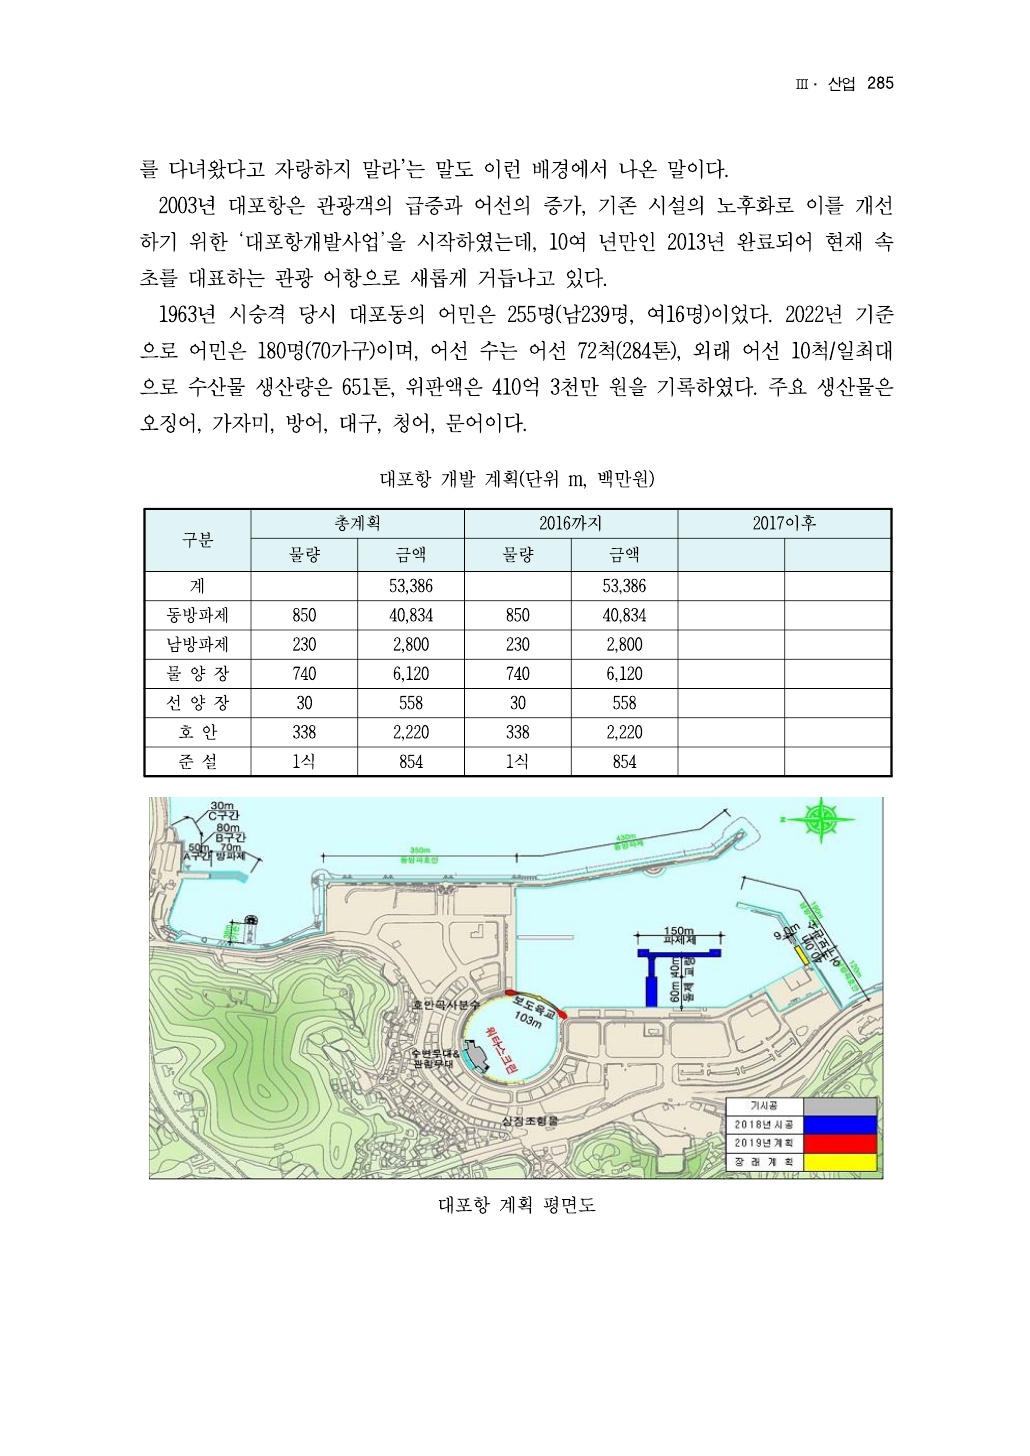 Ⅲ · 산업 285
를 다녀왔다고 자랑하지 말라’는 말도 이런 배경에서 나온 말이다.
2003년 대포항은 관광객의 급증과 어선의 증가, 기존 시설의 노후화로 이를 개선
하기 위한 ‘대포항개발사업’을 시작하였는데, 10여 년만인 2013년 완료되어 현재 속
초를 대표하는 관광 어항으로 새롭게 거듭나고 있다.
1963년 시승격 당시 대포동의 어민은 255명(남239명, 여16명)이었다. 2022년 기준
으로 어민은 180명(70가구)이며, 어선 수는 어선 72척(284톤), 외래 어선 10척/일최대
으로 수산물 생산량은 651톤, 위판액은 410억 3천만 원을 기록하였다. 주요 생산물은
오징어, 가자미, 방어, 대구, 청어, 문어이다.
대포항 개발 계획(단위 m, 백만원)
구분 총계획 2016까지 2017이후
물량 금액 물량 금액
계 53,386 53,386
동방파제 850 40,834 850 40,834
남방파제 230 2,800 230 2,800
물 양 장 740 6,120 740 6,120
선 양 장 30 558 30 558
호 안 338 2,220 338 2,220
준 설 1식 854 1식 854
30m
C구간
80m
B구간
50m 70m
A구간 방파제
350m
동방파호안
430m
동방파제
z
150m
파제제
40m 교량
60m 돌제
190m
120m
호안곡사분수
보도육교
103m
워터스크린
수변무대&
관람무대
상징조형물
기시공
2018년시공
2019년계획
장 래 계 획
대포항 계획 평면도